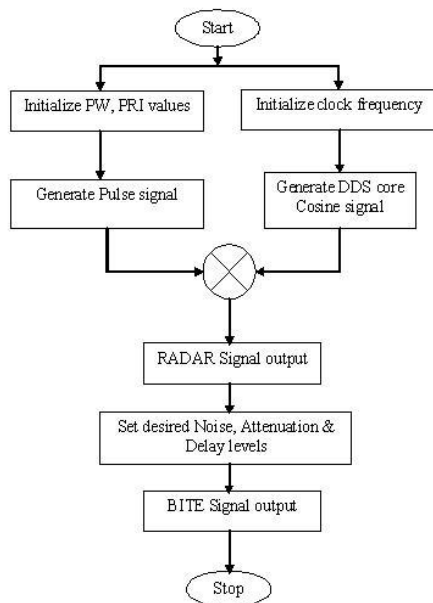 Start
Initialize PW, PRI values
Initialize clock frequency
Generate Pulse signal
Generate DDS core
Cosine signal
RADAR Signal output
Set desired Noise, Attenuation &
Delay levels
BITE Signal output
Stop